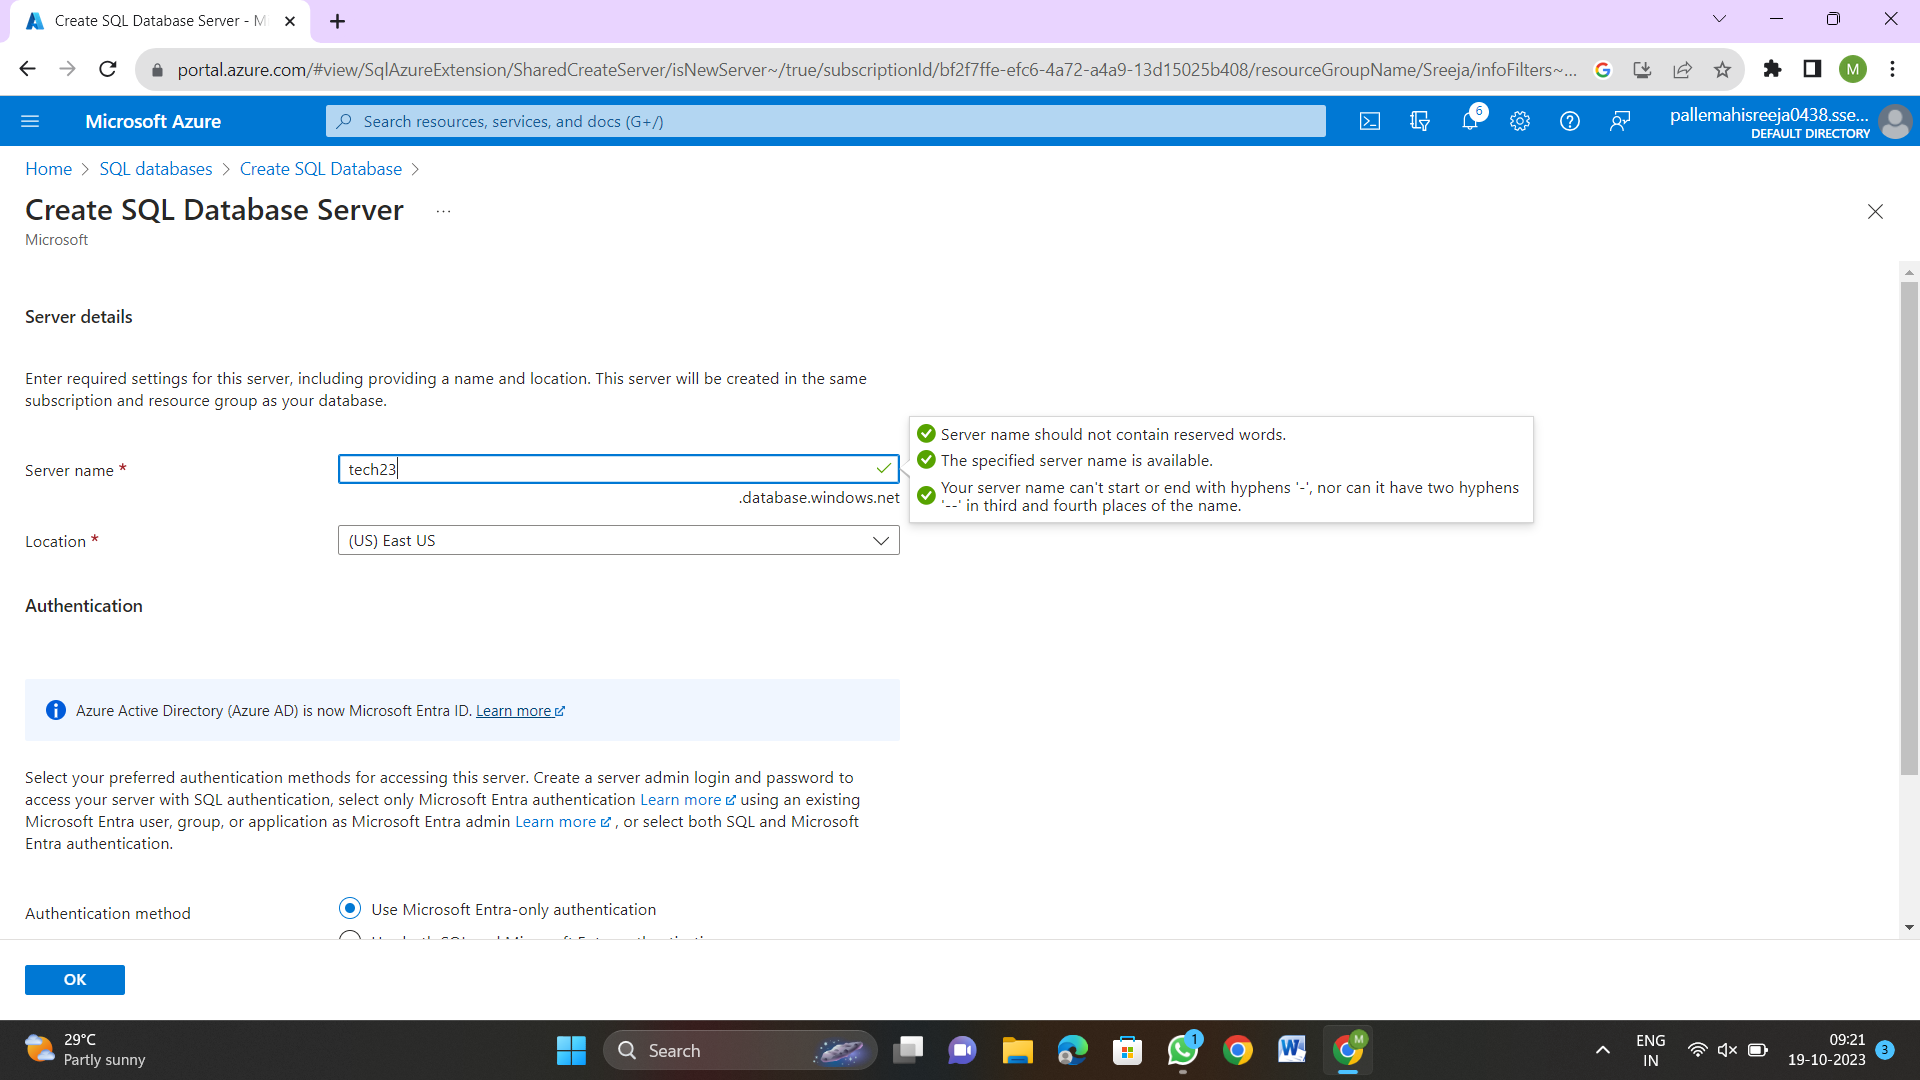 Create SQL Database Server - M
portal.azure.com/#view/SqlAzureExtension/SharedCreateServer/isNewServer~/true/subscriptionId/bf2f7ffe-efc6-4a72-a4a9-13d15025b408/resourceGroupName/Sreeja/infoFilters~...
M
Microsoft Azure
Search resources, services, and docs (G+/)
6
pallemahisreeja0438.sse...
DEFAULT DIRECTORY
Home > SQL databases > Create SQL Database >
Create SQL Database Server ...
Microsoft
Server details
Enter required settings for this server, including providing a name and location. This server will be created in the same
subscription and resource group as your database.
Server name *
tech23
.database.windows.net
Server name should not contain reserved words.
The specified server name is available.
Your server name can't start or end with hyphens '-', nor can it have two hyphens
'--' in third and fourth places of the name.
Location *
(US) East US
Authentication
Azure Active Directory (Azure AD) is now Microsoft Entra ID. Learn more
Select your preferred authentication methods for accessing this server. Create a server admin login and password to
access your server with SQL authentication, select only Microsoft Entra authentication Learn more using an existing
Microsoft Entra user, group, or application as Microsoft Entra admin Learn more , or select both SQL and Microsoft
Entra authentication.
Authentication method
Use Microsoft Entra-only authentication
OK
29°C
Partly sunny
Search
1
M
ENG
IN
09:21
19-10-2023
3